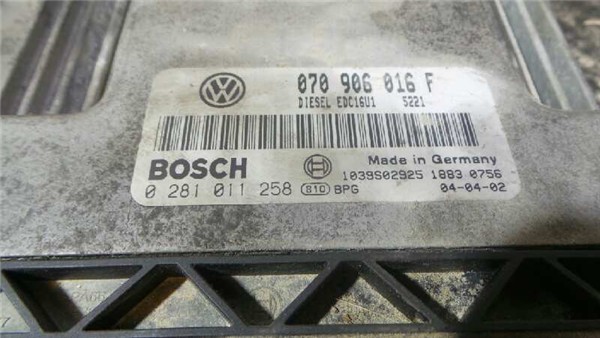 070 906 016 F
DIESEL EDC16U1 5221
BOSCH
Made in Germany
0 281 011 258 S10 BPG
1039S02925 1883 0756
04-04-02